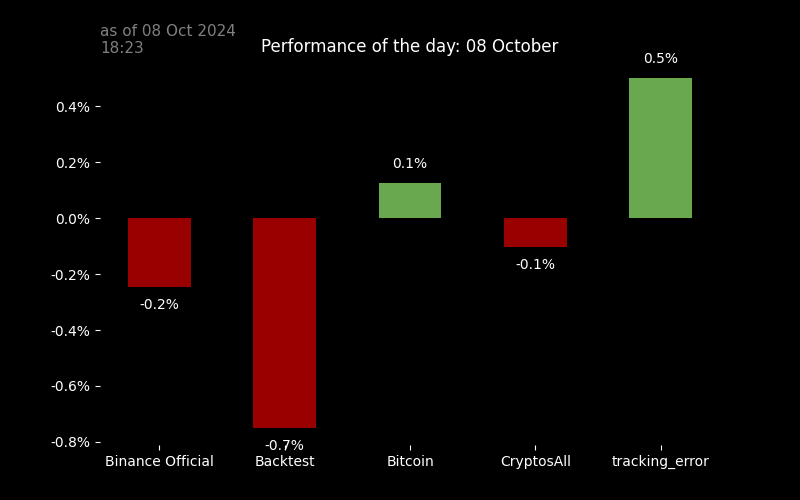 as of 08 Oct 2024
18:23
Performance of the day: 08 October
0.5%
0.4%
0.2%
0.1%
0.0%
-0.2%
-0.1%
-0.2%
-0.4%
-0.6%
-0.8%
-0.7%
Binance Official
Backtest
Bitcoin
CryptosAll
tracking_error